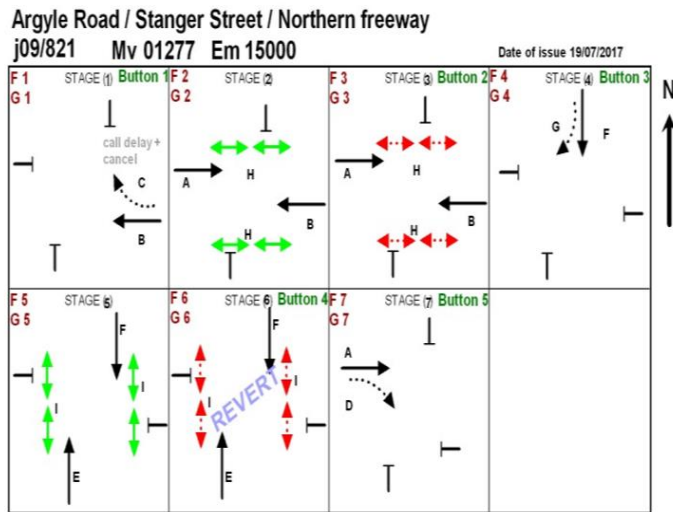 Argyle Road / Stanger Street / Northern freeway
j09/821 Mv 01277 Em 15000 Date of issue 19/07/2017
F 1 STAGE (1) Button 1
G 1
call delay +
cancel
C
B
F 2 STAGE (2)
G 2
H
A
B
H
F 3 STAGE (3) Button 2
G 3
A
H
B
H
F 4 STAGE (4) Button 3
G 4
G F
N
F 5 STAGE (5)
G 5
F
I
I
E
F 6 STAGE (6) Button 4
G 6
F
I
I
REVERT
E
F 7 STAGE (7) Button 5
G 7
A
D